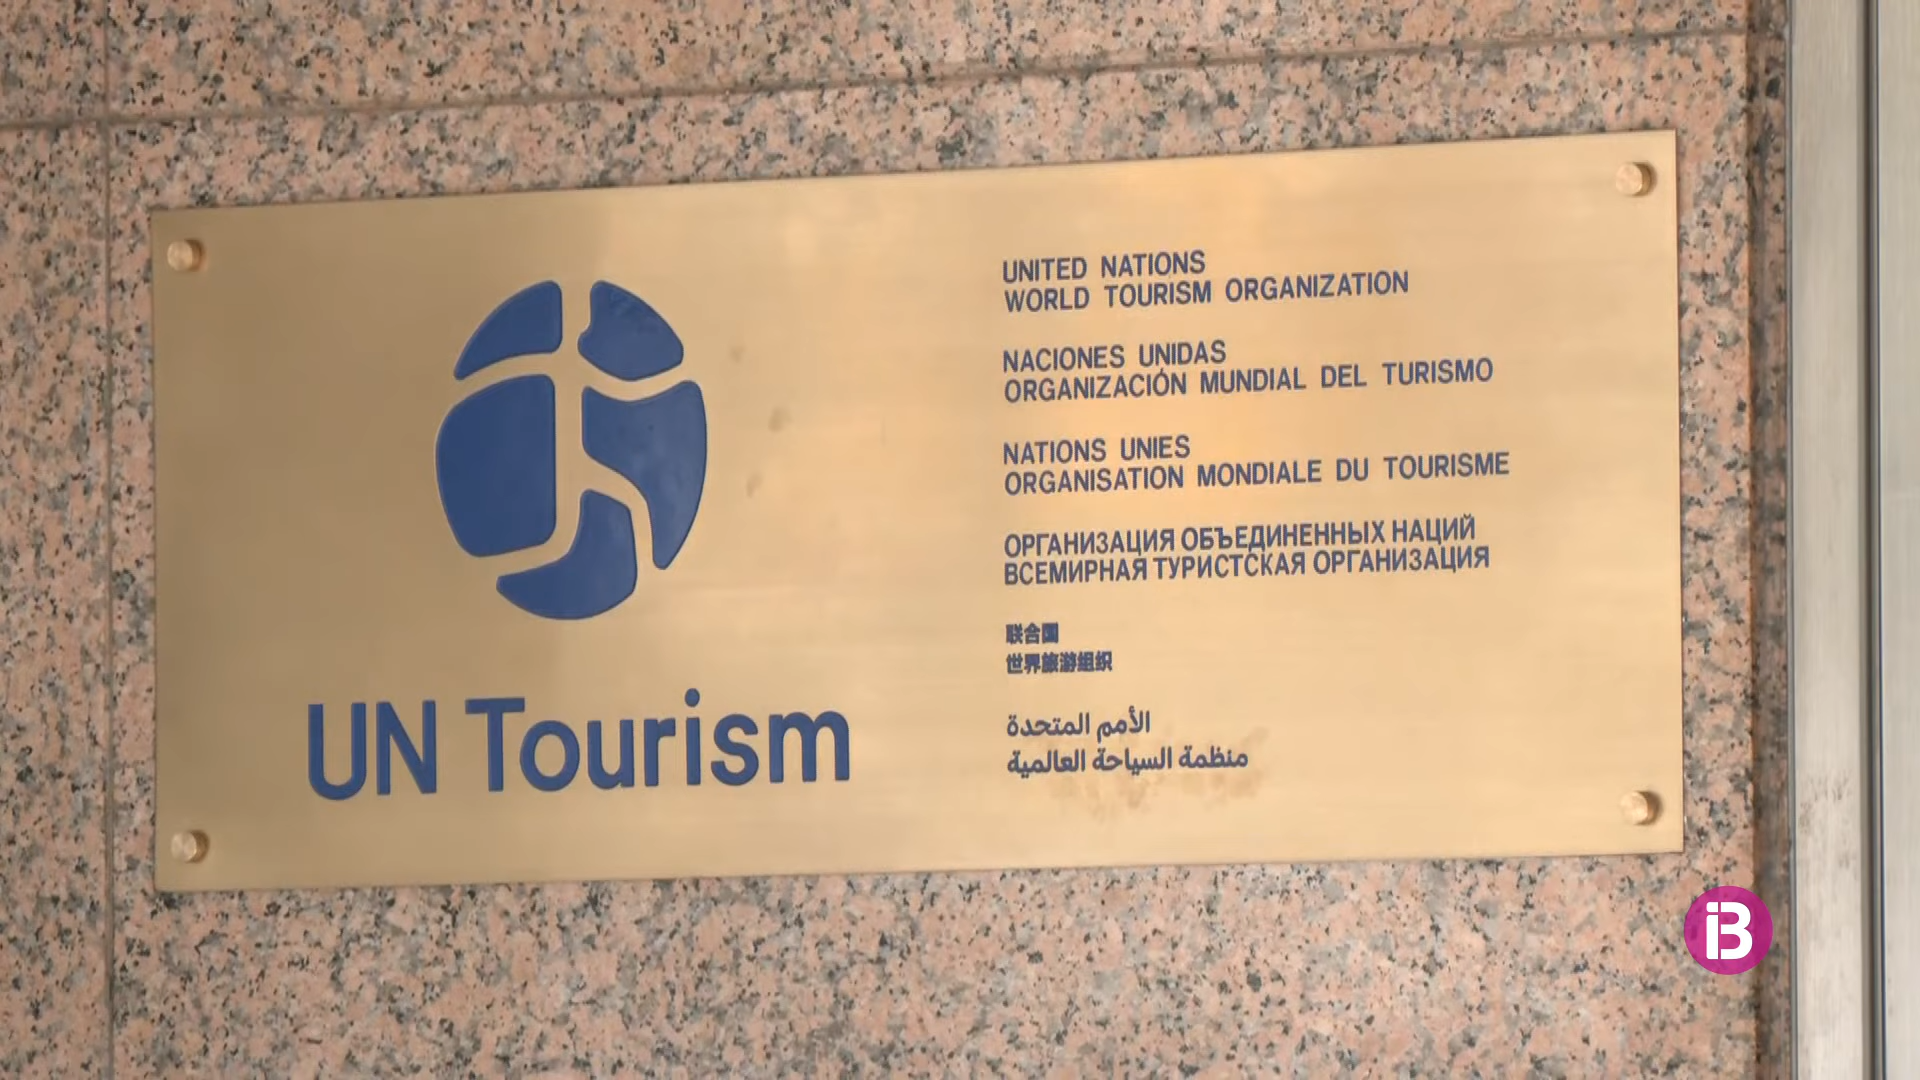 UN Tourism
UNITED NATIONS
WORLD TOURISM ORGANIZATION
NACIONES UNIDAS
ORGANIZACIÓN MUNDIAL DEL TURISMO
NATIONS UNIES
ORGANISATION MONDIALE DU TOURISME
ОРГАНИЗАЦИЯ ОБЪЕДИНЕННЫХ НАЦИЙ
ВСЕМИРНАЯ ТУРИСТСКАЯ ОРГАНИЗАЦИЯ
联合国
世界旅游组织
الأمم المتحدة
منظمة السياحة العالمية
iB